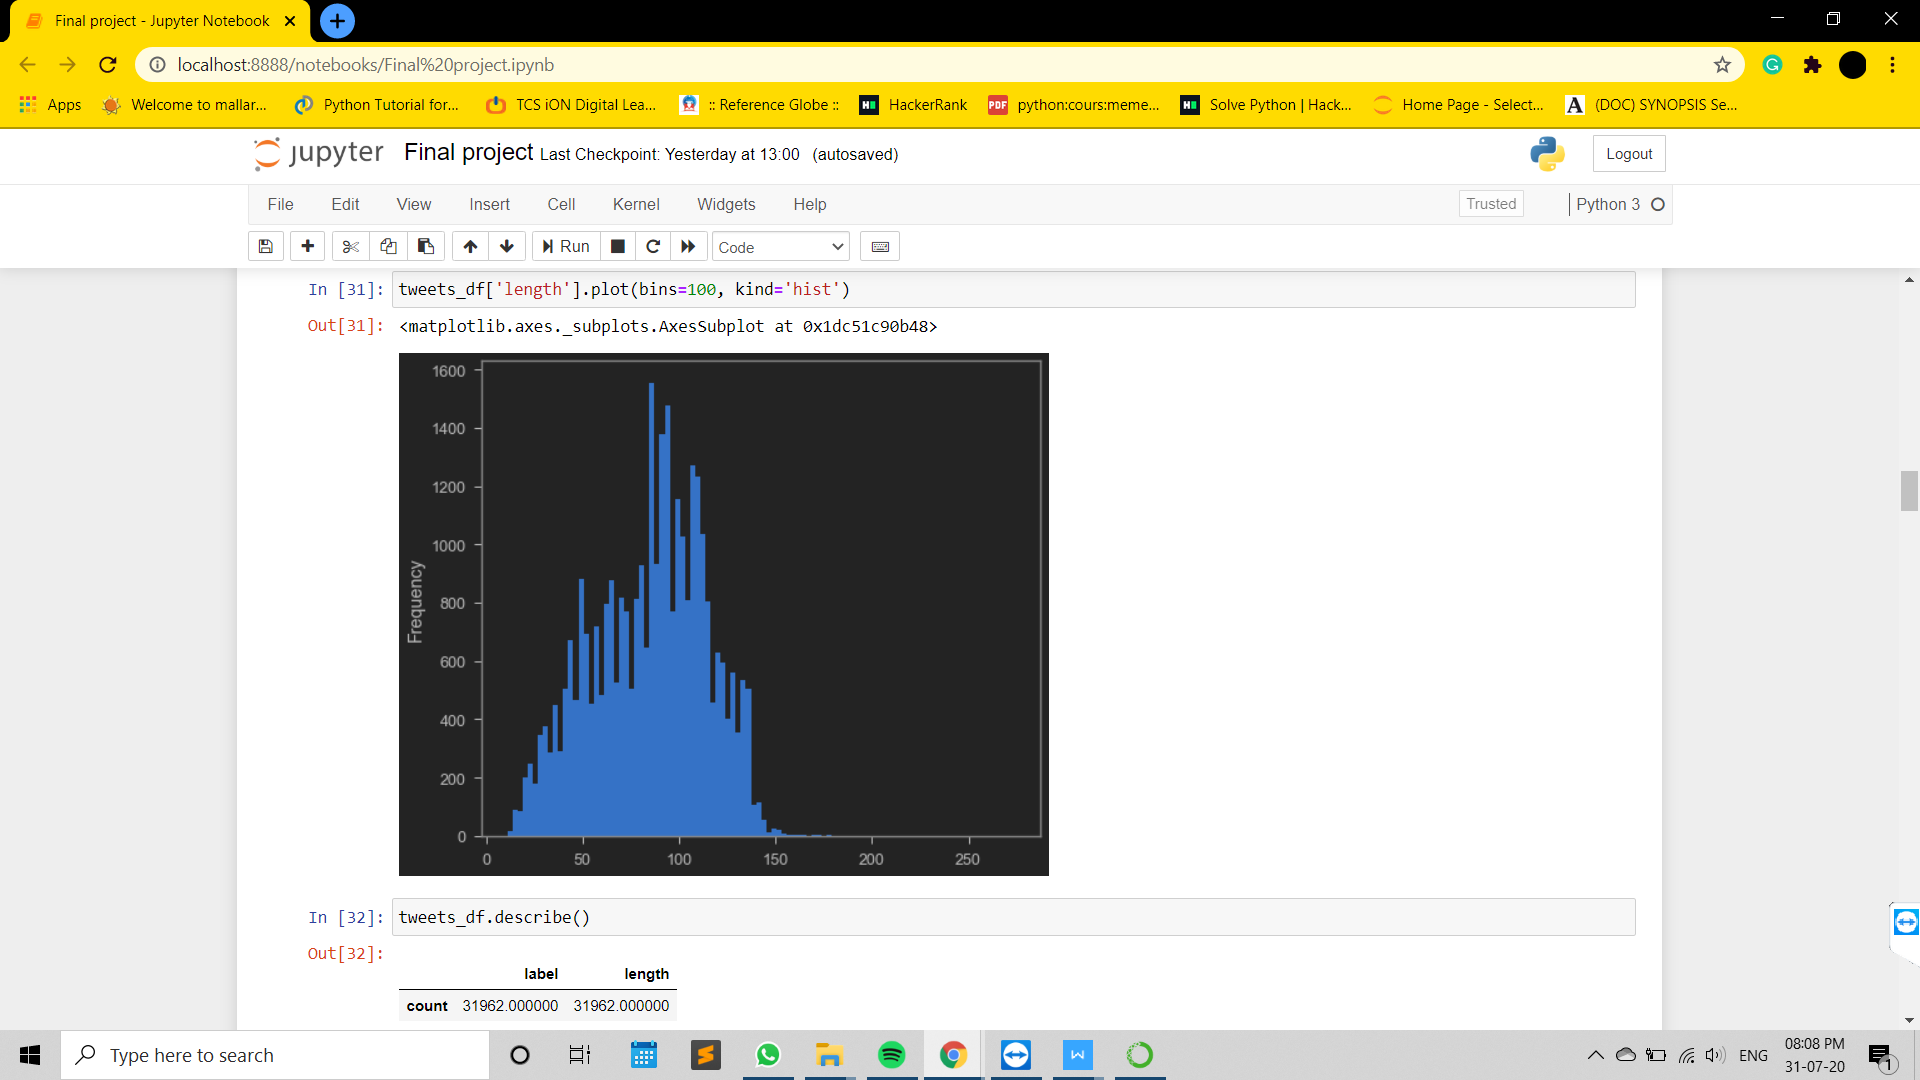 Final project - Jupyter Notebook
localhost:8888/notebooks/Final%20project.ipynb
Apps Welcome to mallar... Python Tutorial for... TCS iON Digital Lea... :: Reference Globe :: HackerRank PDF python:cours:meme... Solve Python | Hack... Home Page - Select... A (DOC) SYNOPSIS Se...
jupyter Final project Last Checkpoint: Yesterday at 13:00 (autosaved) Logout
File Edit View Insert Cell Kernel Widgets Help Trusted Python 3
Run Code
In [31]: tweets_df['length'].plot(bins=100, kind='hist')
Out[31]: <matplotlib.axes._subplots.AxesSubplot at 0x1dc51c90b48>
1600
1400
1200
1000
800
600
400
200
0
Frequency
0 50 100 150 200 250
In [32]: tweets_df.describe()
Out[32]:
label length
count 31962.000000 31962.000000
Type here to search
ENG
08:08 PM
31-07-20
1